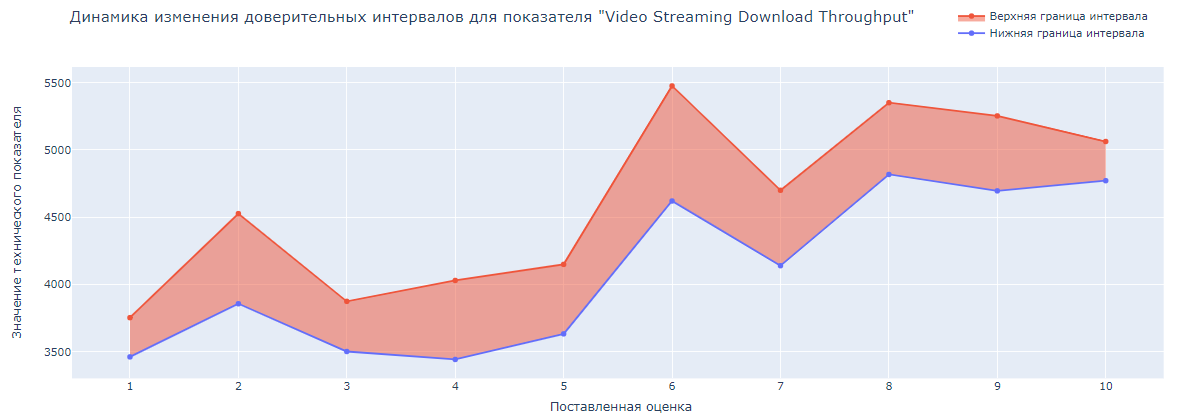 Динамика изменения доверительных интервалов для показателя "Video Streaming Download Throughput"
Верхняя граница интервала
Нижняя граница интервала
Значение технического показателя
5500
5000
4500
4000
3500
1 2 3 4 5 6 7 8 9 10
Поставленная оценка